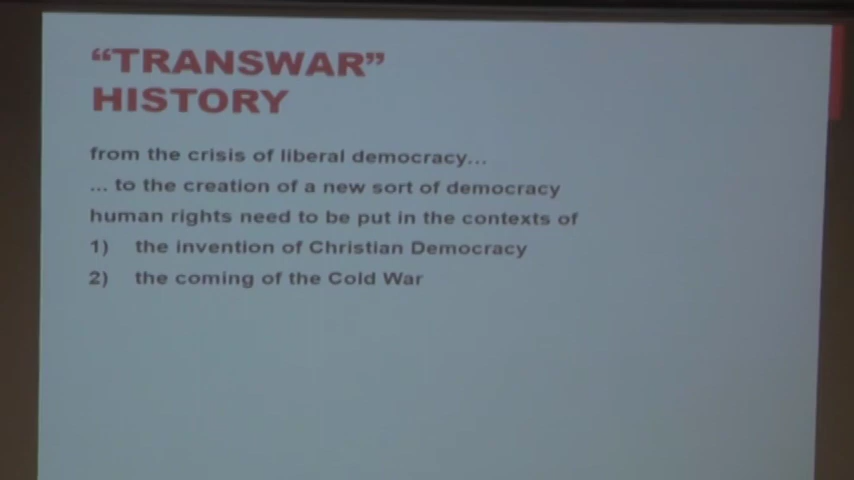 “TRANSWAR”
HISTORY
from the crisis of liberal democracy...
... to the creation of a new sort of democracy
human rights need to be put in the contexts of
1) the invention of Christian Democracy
2) the coming of the Cold War